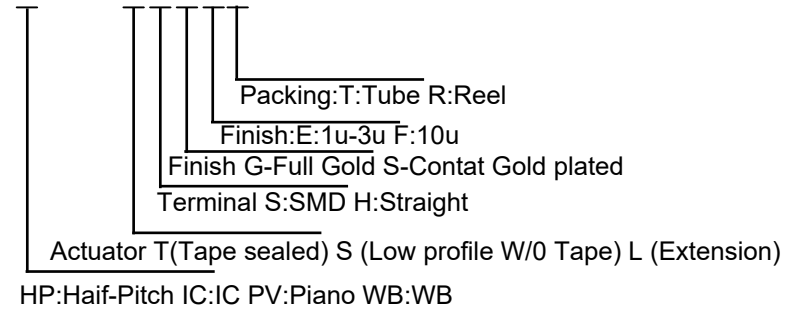 Packing:T:Tube R:Reel
Finish:E:1u-3u F:10u
Finish G-Full Gold S-Contat Gold plated
Terminal S:SMD H:Straight
Actuator T(Tape sealed) S (Low profile W/0 Tape) L (Extension)
HP:Haif-Pitch IC:IC PV:Piano WB:WB